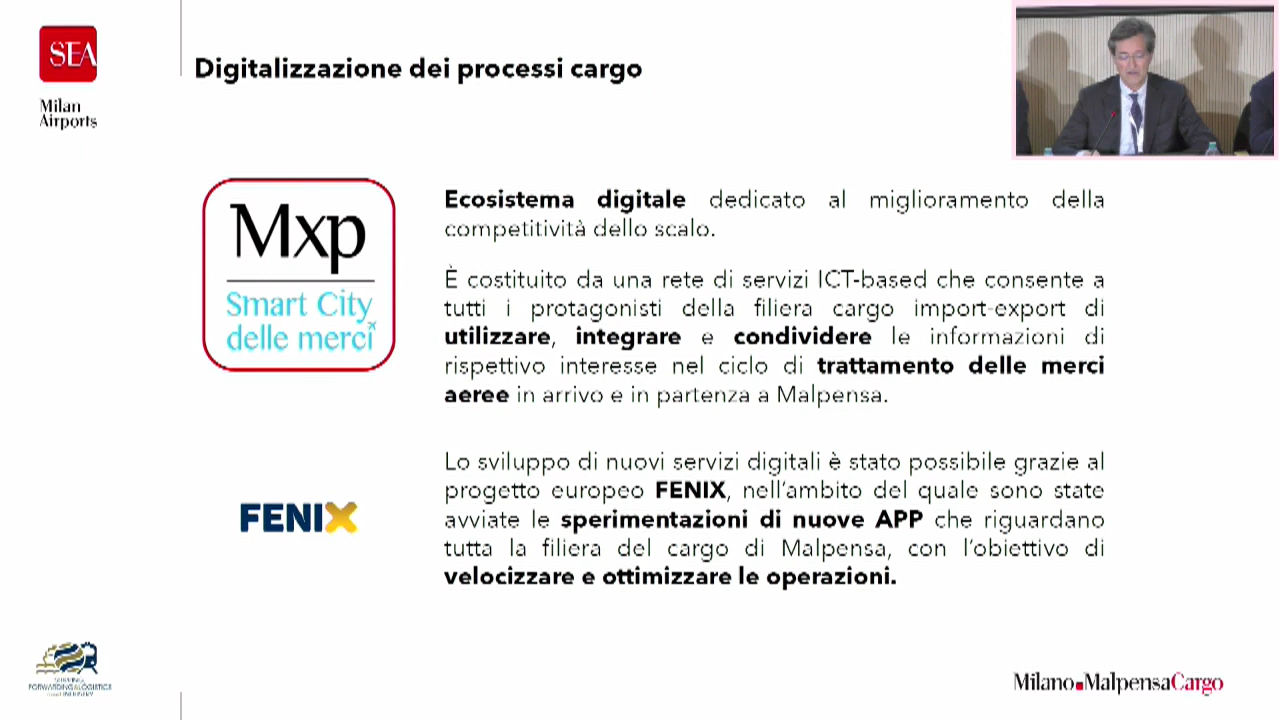 SEA
Milan
Airports
Digitalizzazione dei processi cargo
Mxp
Smart City
delle merci
Ecosistema digitale dedicato al miglioramento della
competitività dello scalo.
È costituito da una rete di servizi ICT-based che consente a
tutti i protagonisti della filiera cargo import-export di
utilizzare, integrare e condividere le informazioni di
rispettivo interesse nel ciclo di trattamento delle merci
aeree in arrivo e in partenza a Malpensa.
FENIX
Lo sviluppo di nuovi servizi digitali è stato possibile grazie al
progetto europeo FENIX, nell'ambito del quale sono state
avviate le sperimentazioni di nuove APP che riguardano
tutta la filiera del cargo di Malpensa, con l'obiettivo di
velocizzare e ottimizzare le operazioni.
FORWARDING&LOGISTICS
Milano MalpensaCargo